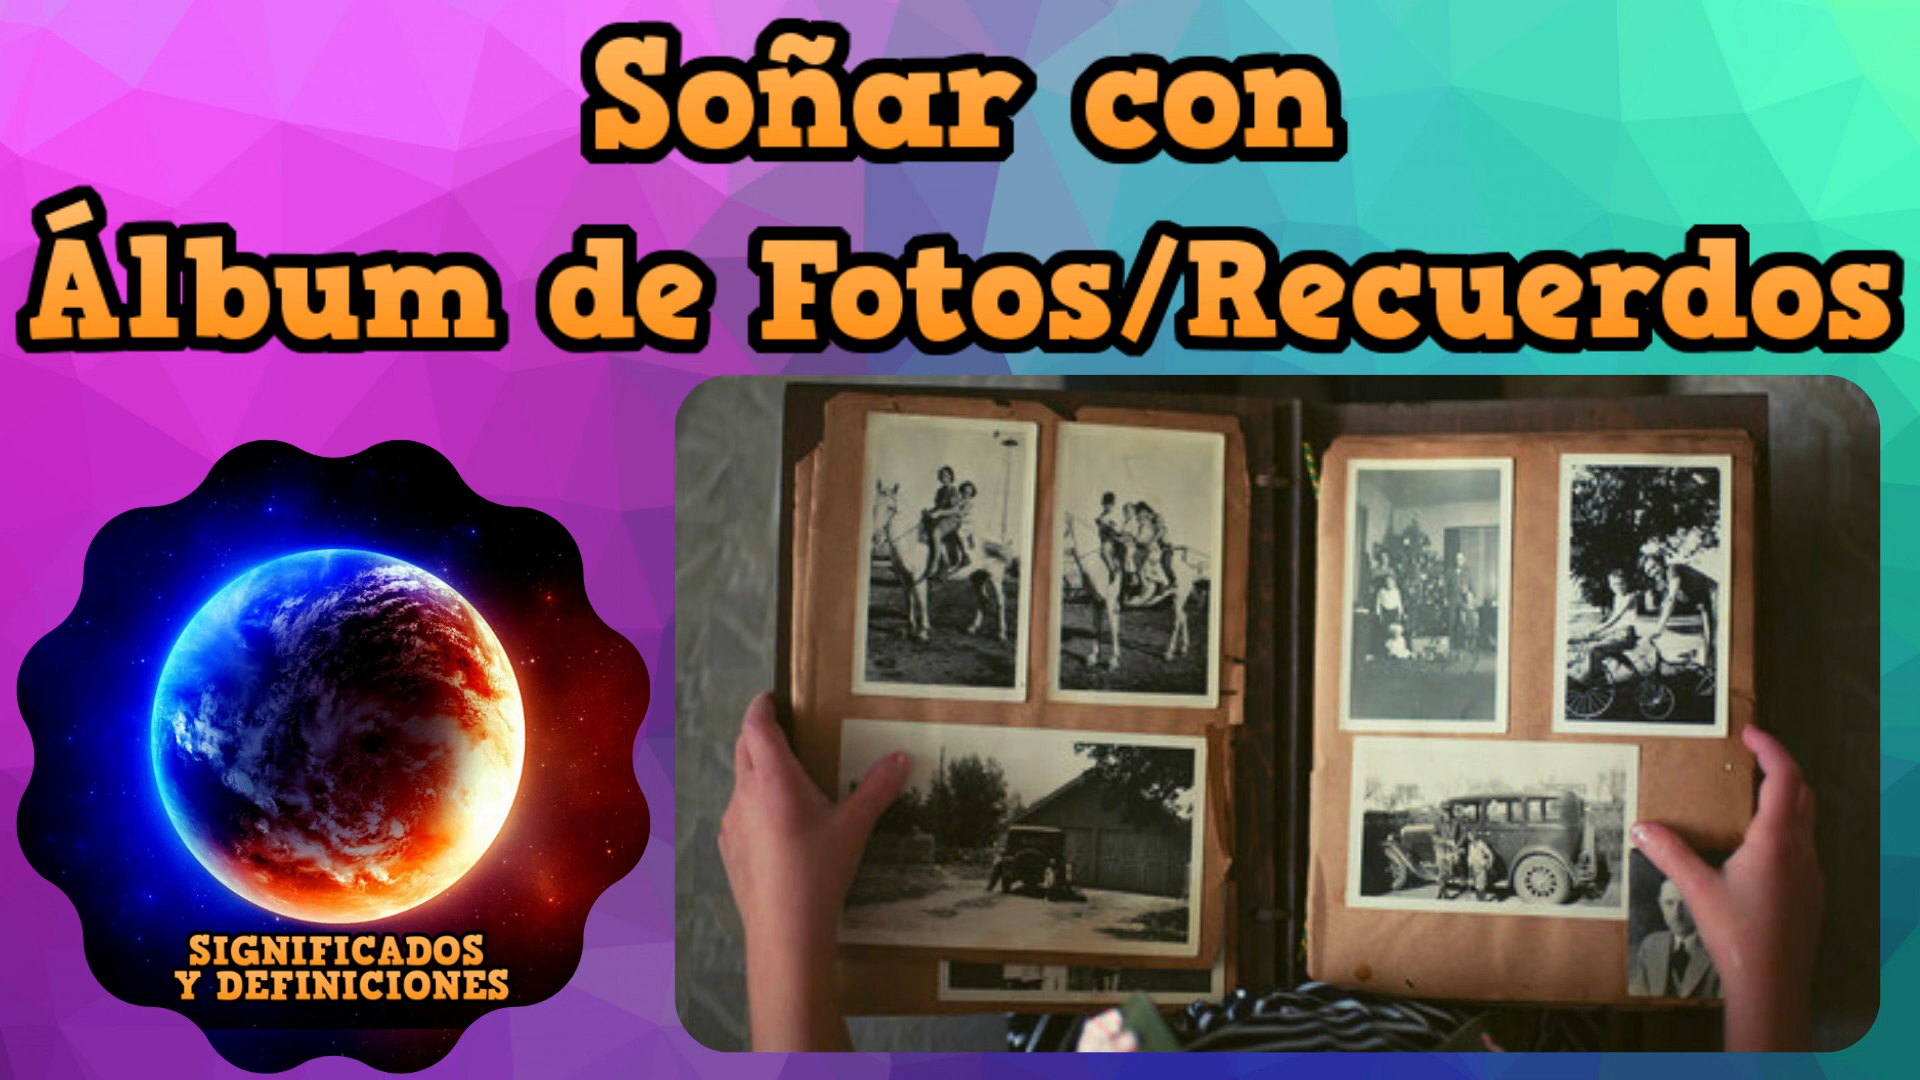 Soñar con
Álbum de Fotos/Recuerdos
SIGNIFICADOS
Y DEFINICIONES